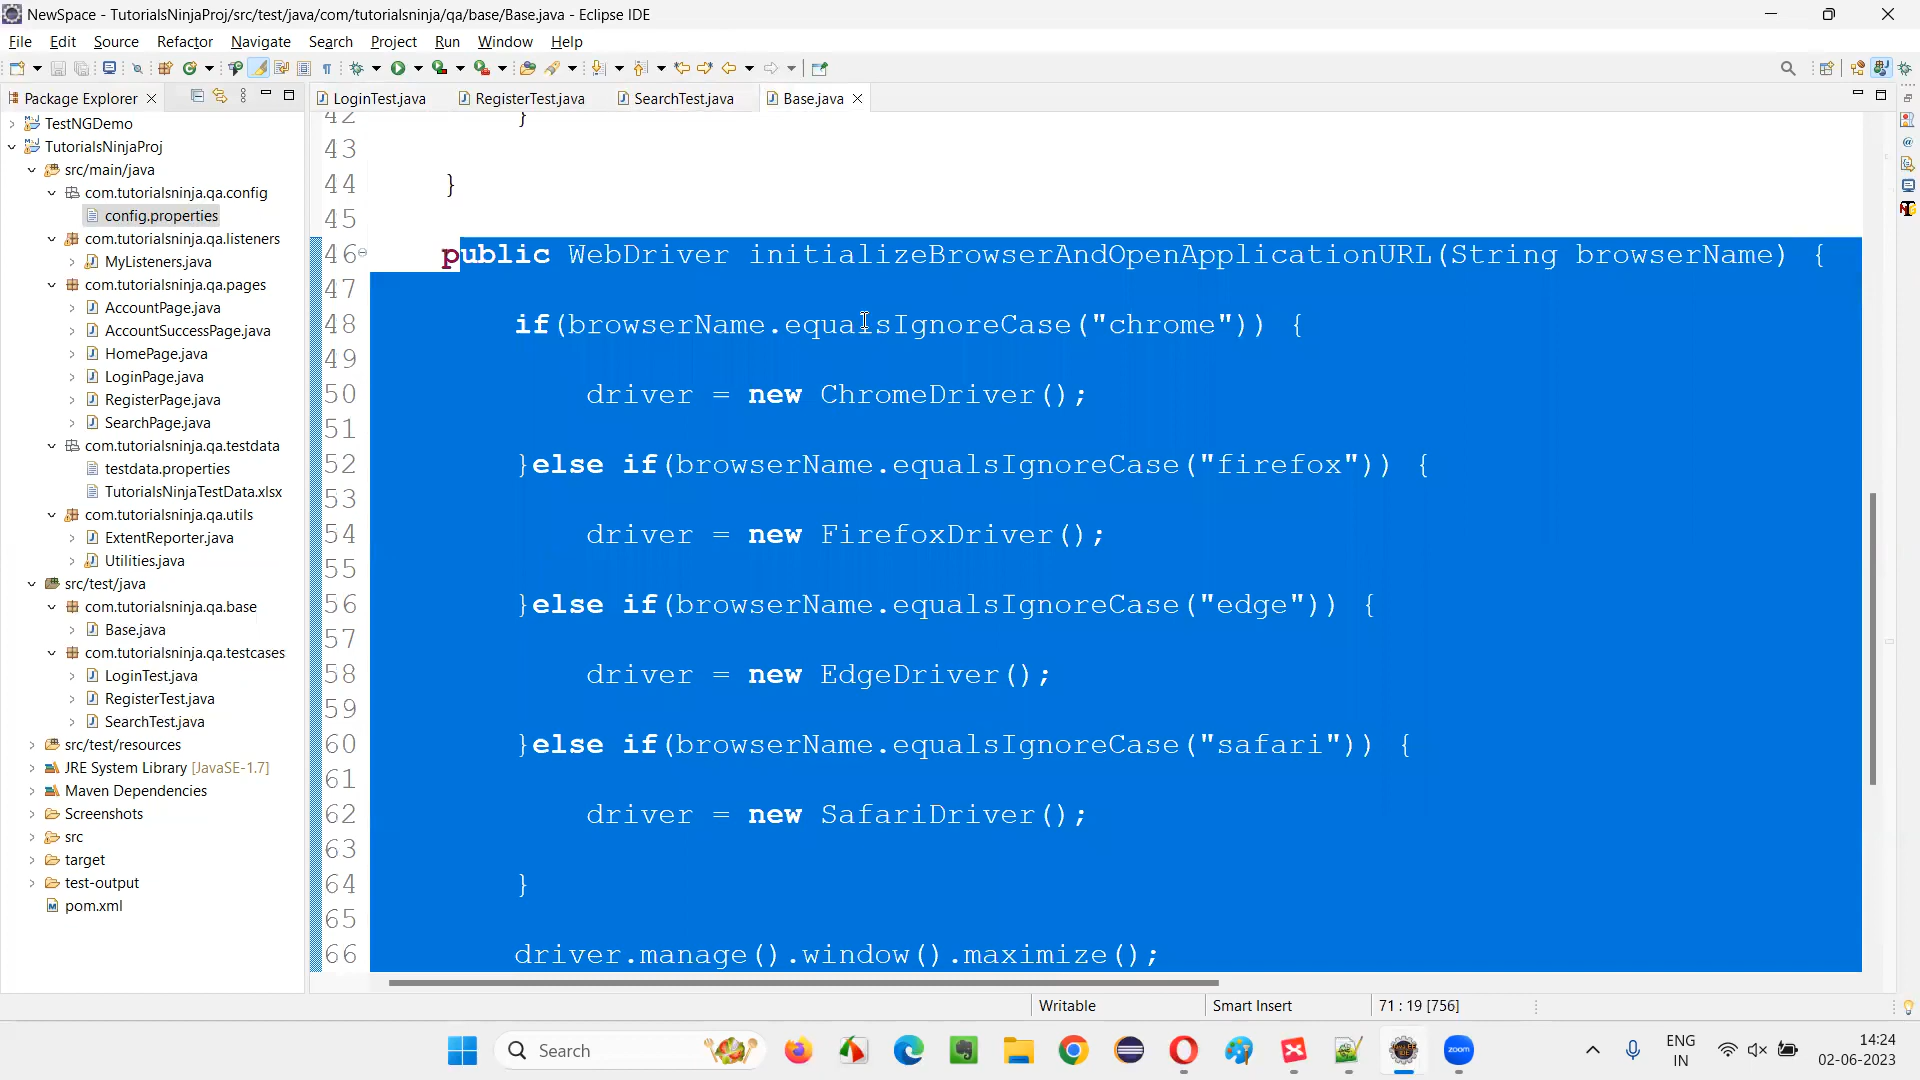 NewSpace - TutorialsNinjaProj/src/test/java/com/tutorialsninja/qa/base/Base.java - Eclipse IDE
File Edit Source Refactor Navigate Search Project Run Window Help
Package Explorer
LoginTest.java RegisterTest.java SearchTest.java Base.java
TestNGDemo
TutorialsNinjaProj
src/main/java
com.tutorialsninja.qa.config
config.properties
com.tutorialsninja.qa.listeners
MyListeners.java
com.tutorialsninja.qa.pages
AccountPage.java
AccountSuccessPage.java
HomePage.java
LoginPage.java
RegisterPage.java
SearchPage.java
com.tutorialsninja.qa.testdata
testdata.properties
TutorialsNinjaTestData.xlsx
com.tutorialsninja.qa.utils
ExtentReporter.java
Utilities.java
src/test/java
com.tutorialsninja.qa.base
Base.java
com.tutorialsninja.qa.testcases
LoginTest.java
RegisterTest.java
SearchTest.java
src/test/resources
JRE System Library [JavaSE-1.7]
Maven Dependencies
Screenshots
src
target
test-output
pom.xml
42 }
43
44 }
45
46 public WebDriver initializeBrowserAndOpenApplicationURL(String browserName) {
47
48 if(browserName.equalsIgnoreCase("chrome")) {
49
50 driver = new ChromeDriver();
51
52 }else if(browserName.equalsIgnoreCase("firefox")) {
53
54 driver = new FirefoxDriver();
55
56 }else if(browserName.equalsIgnoreCase("edge")) {
57
58 driver = new EdgeDriver();
59
60 }else if(browserName.equalsIgnoreCase("safari")) {
61
62 driver = new SafariDriver();
63
64 }
65
66 driver.manage().window().maximize();
Writable Smart Insert 71 : 19 [756]
Search
zoom
ENG
IN
14:24
02-06-2023